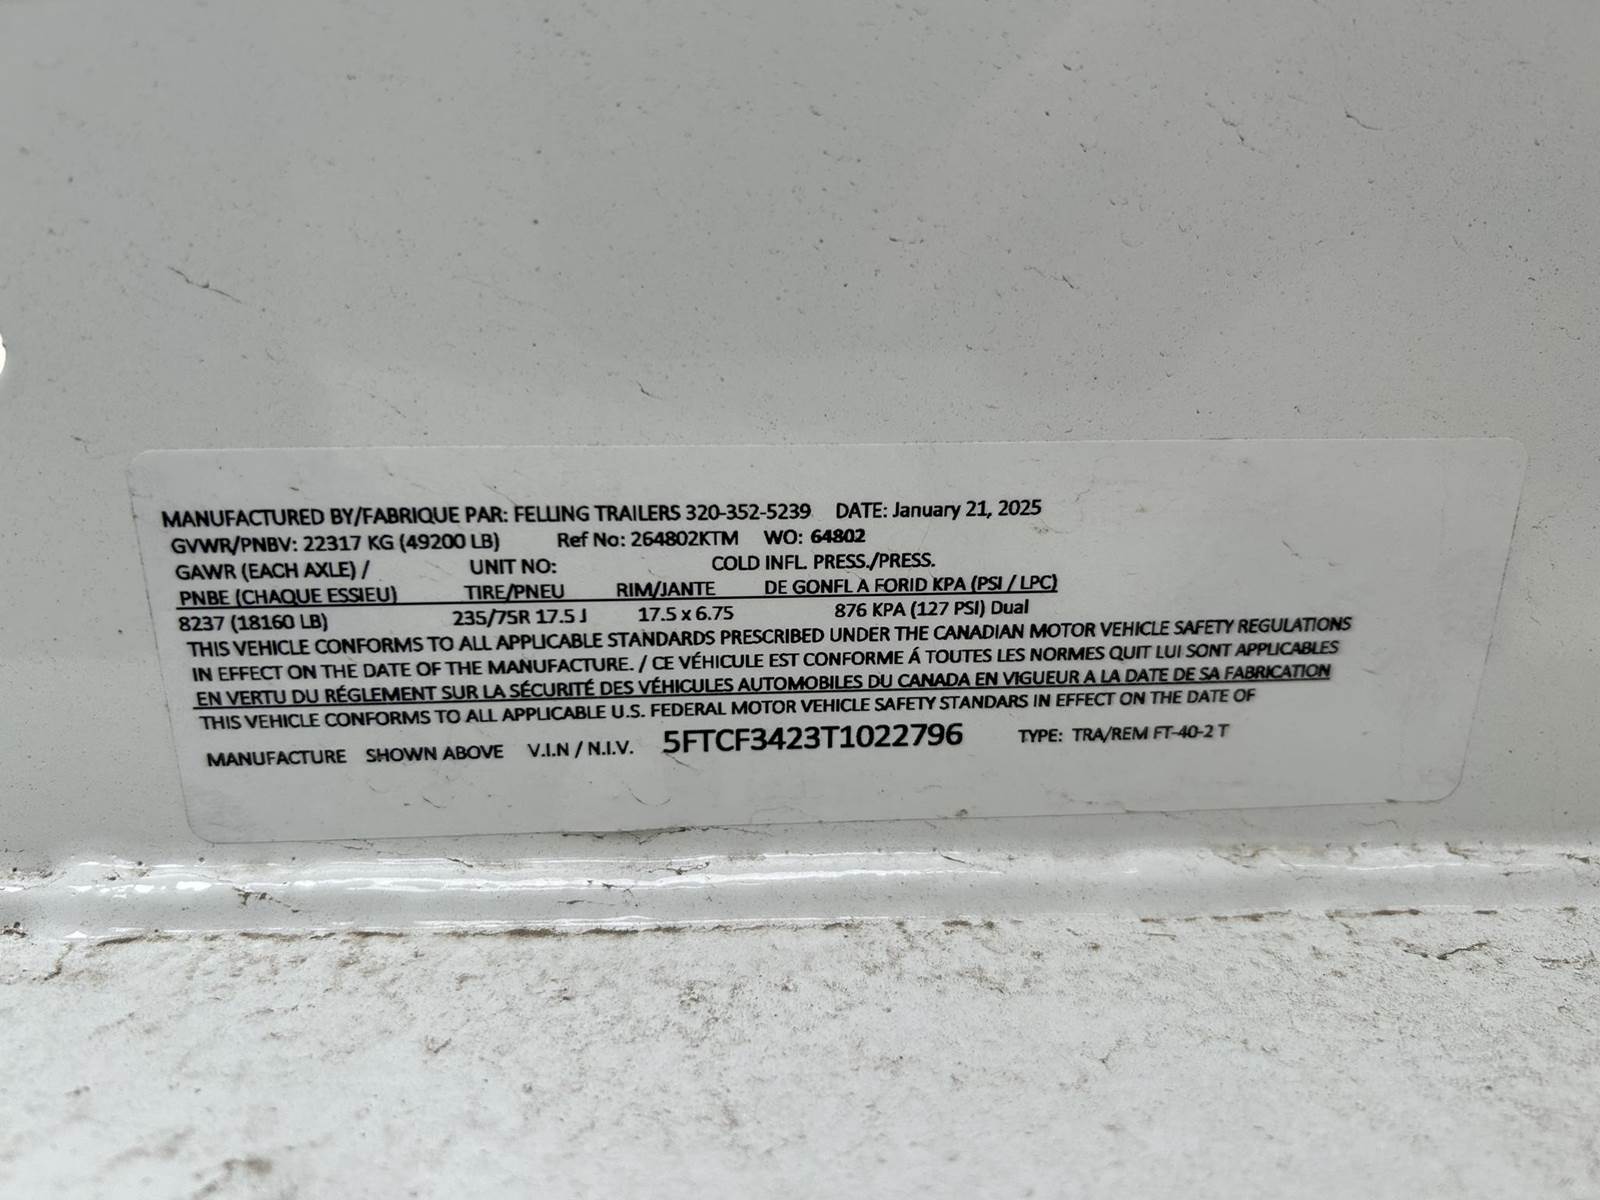 MANUFACTURED BY/FABRIQUE PAR: FELLING TRAILERS 320-352-5239 DATE: January 21, 2025
GVWR/PNBV: 22317 KG (49200 LB) Ref No: 264802KTM WO: 64802
GAWR (EACH AXLE) / UNIT NO: COLD INFL. PRESS./PRESS.
PNBE (CHAQUE ESSIEU) TIRE/PNEU RIM/JANTE DE GONFL A FORID KPA (PSI / LPC)
8237 (18160 LB) 235/75R 17.5 J 17.5 x 6.75 876 KPA (127 PSI) Dual
THIS VEHICLE CONFORMS TO ALL APPLICABLE STANDARDS PRESCRIBED UNDER THE CANADIAN MOTOR VEHICLE SAFETY REGULATIONS
IN EFFECT ON THE DATE OF THE MANUFACTURE. / CE VÉHICULE EST CONFORME Á TOUTES LES NORMES QUIT LUI SONT APPLICABLES
EN VERTU DU RÉGLEMENT SUR LA SÉCURITÉ DES VÉHICULES AUTOMOBILES DU CANADA EN VIGUEUR A LA DATE DE SA FABRICATION
THIS VEHICLE CONFORMS TO ALL APPLICABLE U.S. FEDERAL MOTOR VEHICLE SAFETY STANDARS IN EFFECT ON THE DATE OF
MANUFACTURE SHOWN ABOVE V.I.N / N.I.V. 5FTCF3423T1022796 TYPE: TRA/REM FT-40-2 T